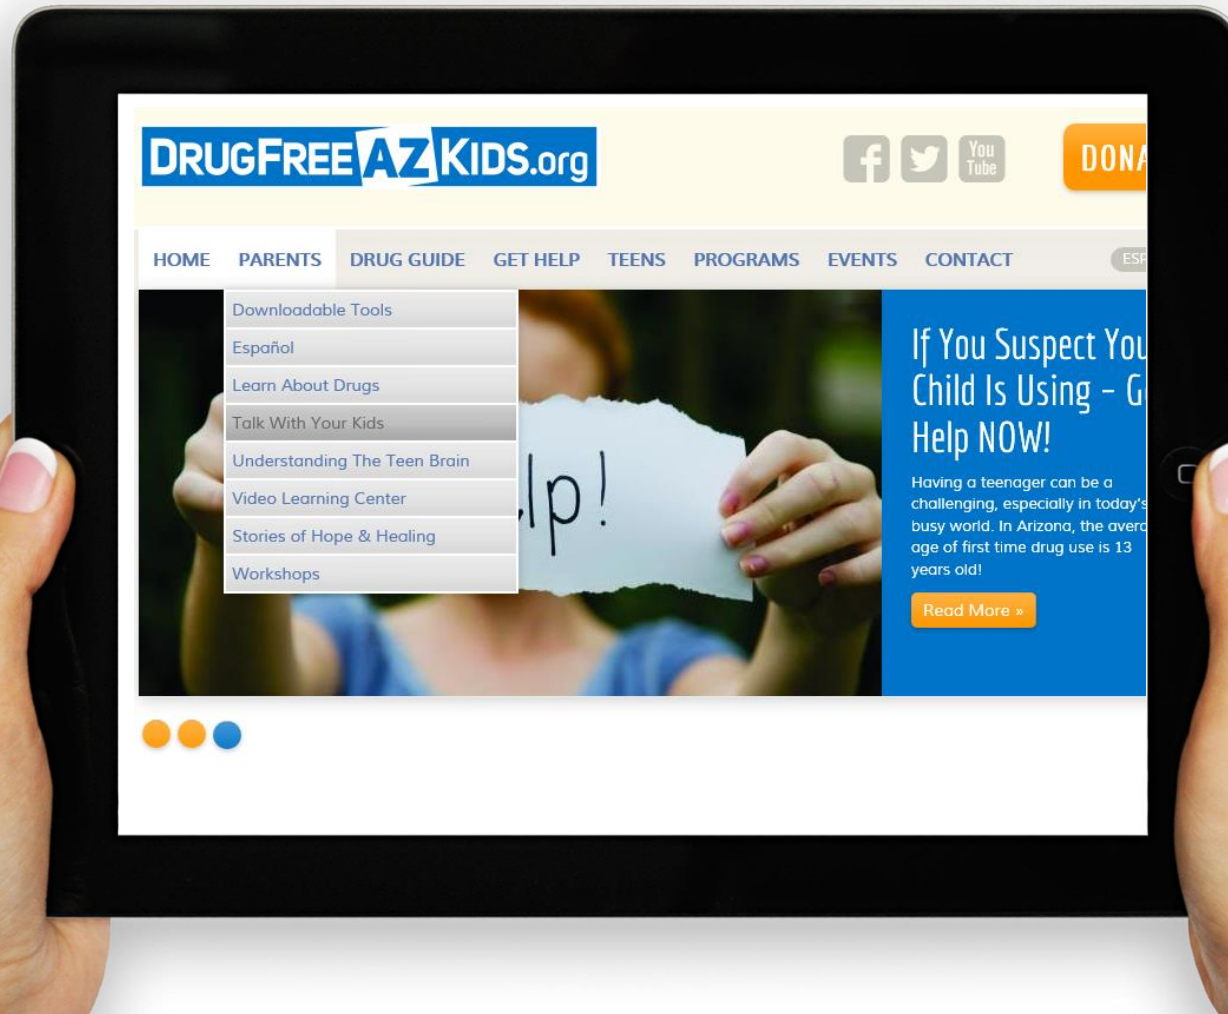 DRUGFREEAZKIDS.org
You
Tube
DONA
HOME PARENTS DRUG GUIDE GET HELP TEENS PROGRAMS EVENTS CONTACT ESP
Downloadable Tools
Español
Learn About Drugs
Talk With Your Kids
Understanding The Teen Brain
Video Learning Center
Stories of Hope & Healing
Workshops
lp!
If You Suspect You
Child Is Using – G
Help NOW!
Having a teenager can be a
challenging, especially in today's
busy world. In Arizona, the avera
age of first time drug use is 13
years old!
Read More »